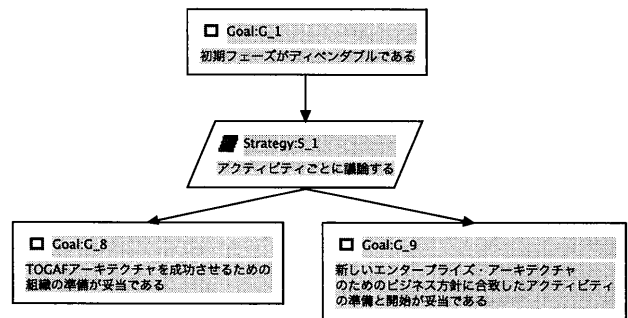 Goal:G_1
初期フェーズがディペンダブルである
Strategy:S_1
アクティビティごとに議論する
Goal:G_8
TOGAFアーキテクチャを成功させるための
組織の準備が妥当である
Goal:G_9
新しいエンタープライズ・アーキテクチャ
のためのビジネス方針に合致したアクティビティ
の準備と開始が妥当である